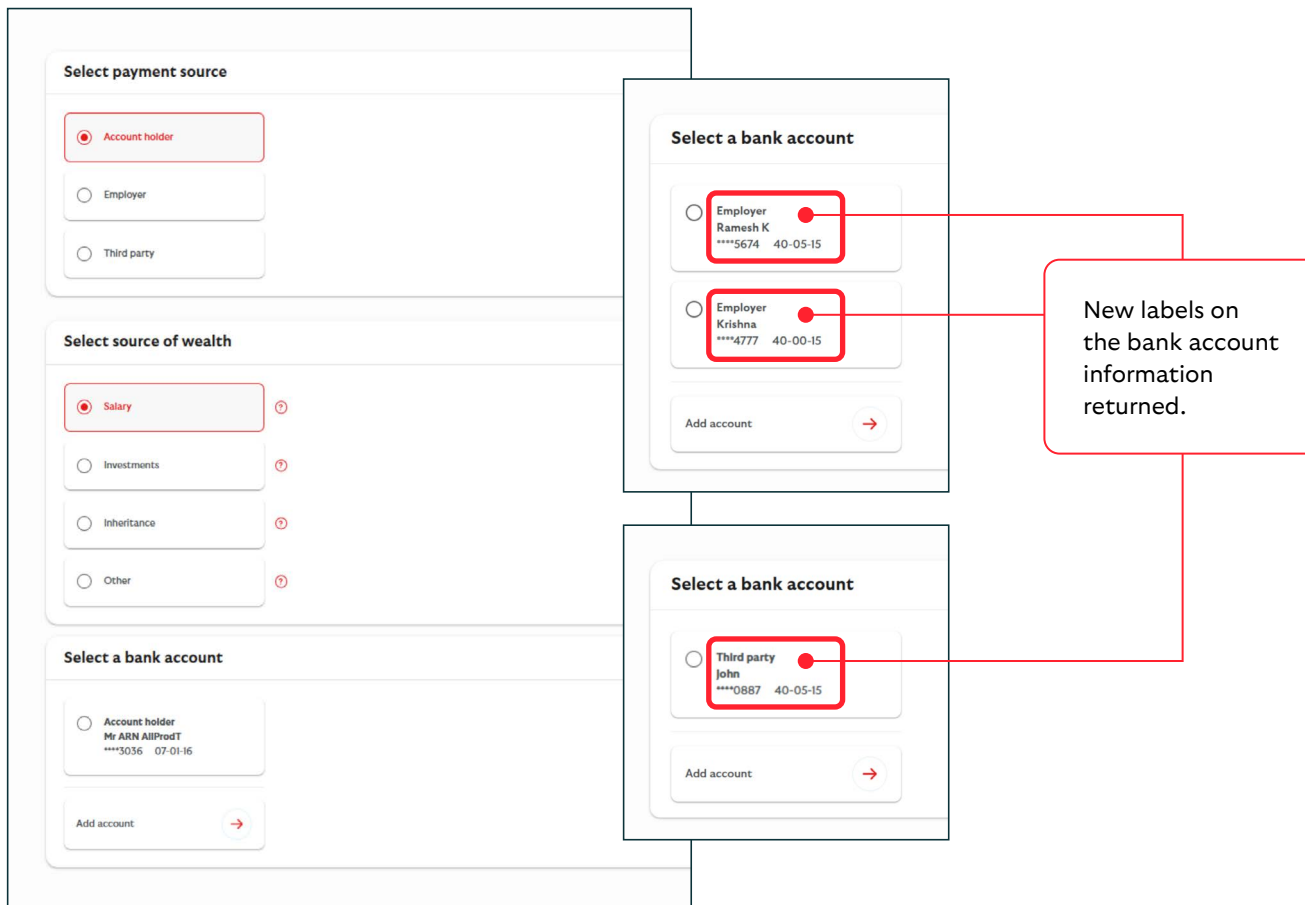 Select payment source
Account holder
Employer
Third party
Select source of wealth
Salary
?
Investments
?
Inheritance
?
Other
?
Select a bank account
Account holder
Mr ARN AllProdT
****3036 07-01-16
Add account
Select a bank account
Employer
Ramesh K
****5674 40-05-15
Employer
Krishna
****4777 40-00-15
Add account
Select a bank account
Third party
John
****0887 40-05-15
Add account
New labels on
the bank account
information
returned.